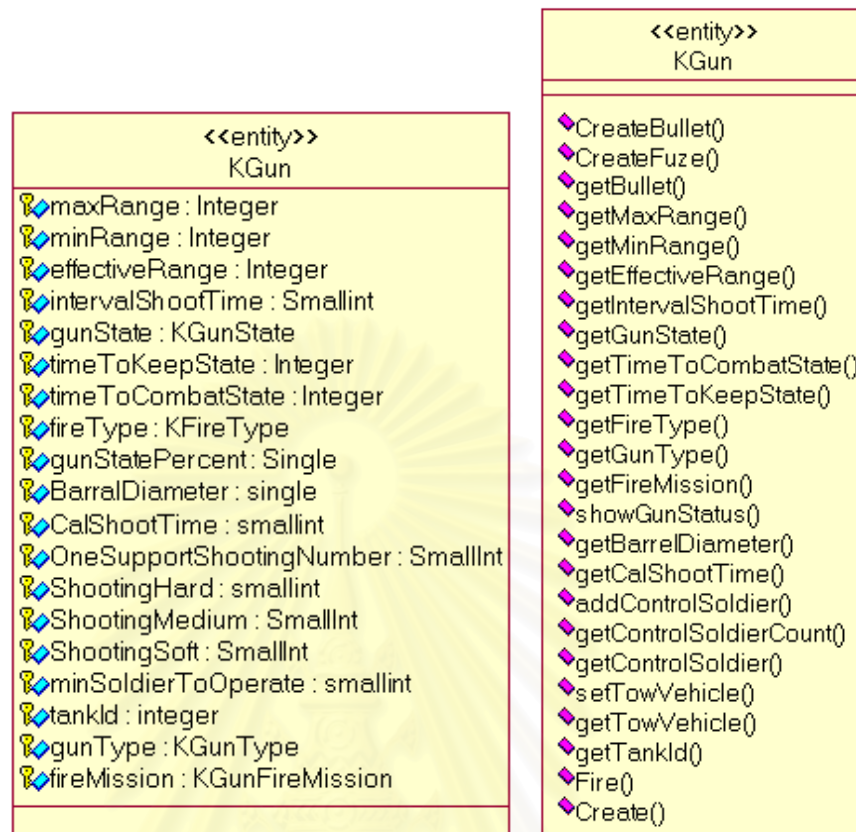 <<entity>>
KGun
maxRange : Integer
minRange : Integer
effectiveRange : Integer
intervalShootTime : Smallint
gunState : KGunState
timeToKeepState : Integer
timeToCombatState : Integer
fireType : KFireType
gunStatePercent : Single
BarralDiameter : single
CalShootTime : smallint
OneSupportShootingNumber : SmallInt
ShootingHard : smallint
ShootingMedium : SmallInt
ShootingSoft : SmallInt
minSoldierToOperate : smallint
tankId : integer
gunType : KGunType
fireMission : KGunFireMission
<<entity>>
KGun
CreateBullet()
CreateFuze()
getBullet()
getMaxRange()
getMinRange()
getEffectiveRange()
getIntervalShootTime()
getGunState()
getTimeToCombatState()
getTimeToKeepState()
getFireType()
getGunType()
getFireMission()
showGunStatus()
getBarrelDiameter()
getCalShootTime()
addControlSoldier()
getControlSoldierCount()
getControlSoldier()
setTowVehicle()
getTowVehicle()
getTankId()
Fire()
Create()